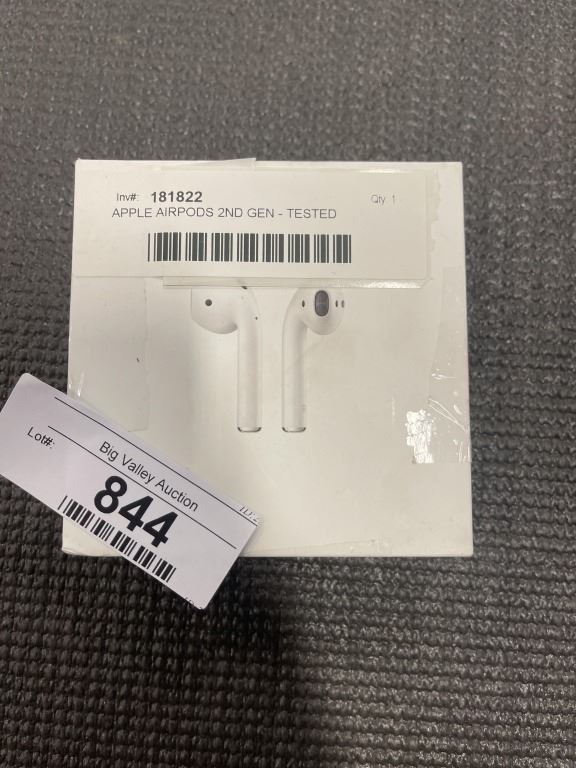 Inv#: 181822 Qty. 1
APPLE AIRPODS 2ND GEN - TESTED
Big Valley Auction
Lot#:
844